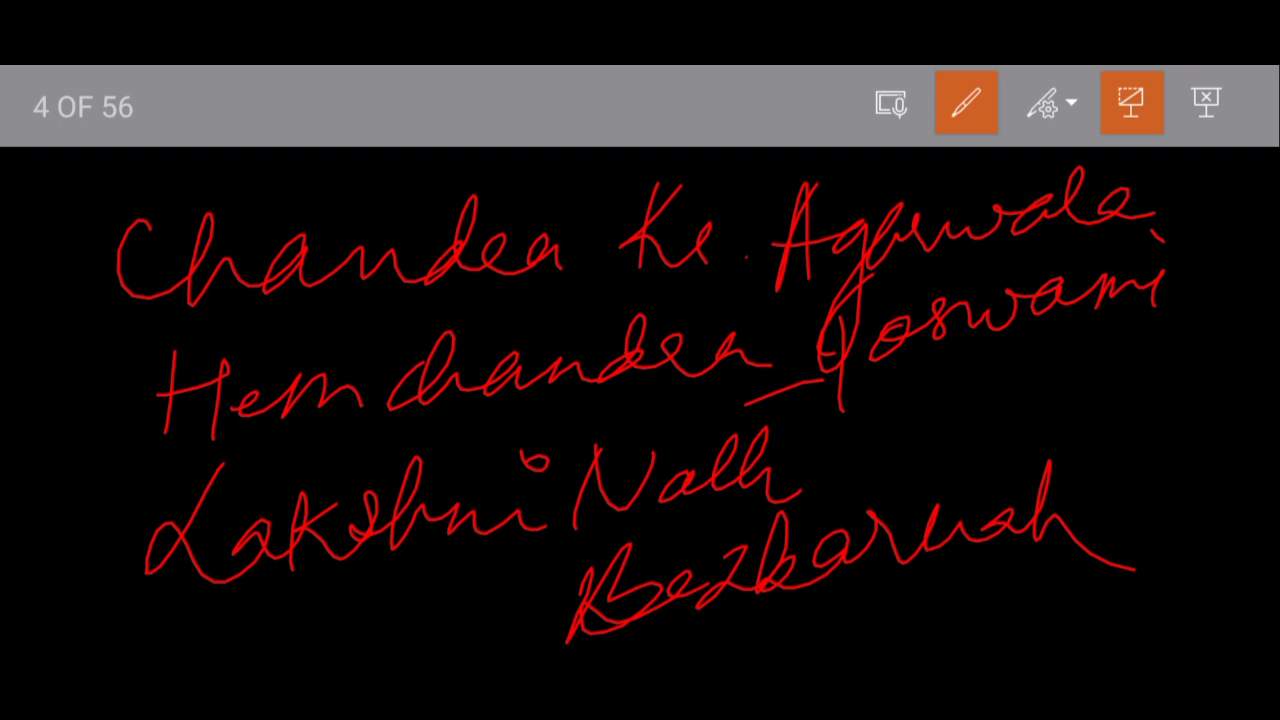 4 OF 56
Chandra Kr. Agarwala,
Hemchandra Goswami
Lakshmi Nath
Bezbaruah